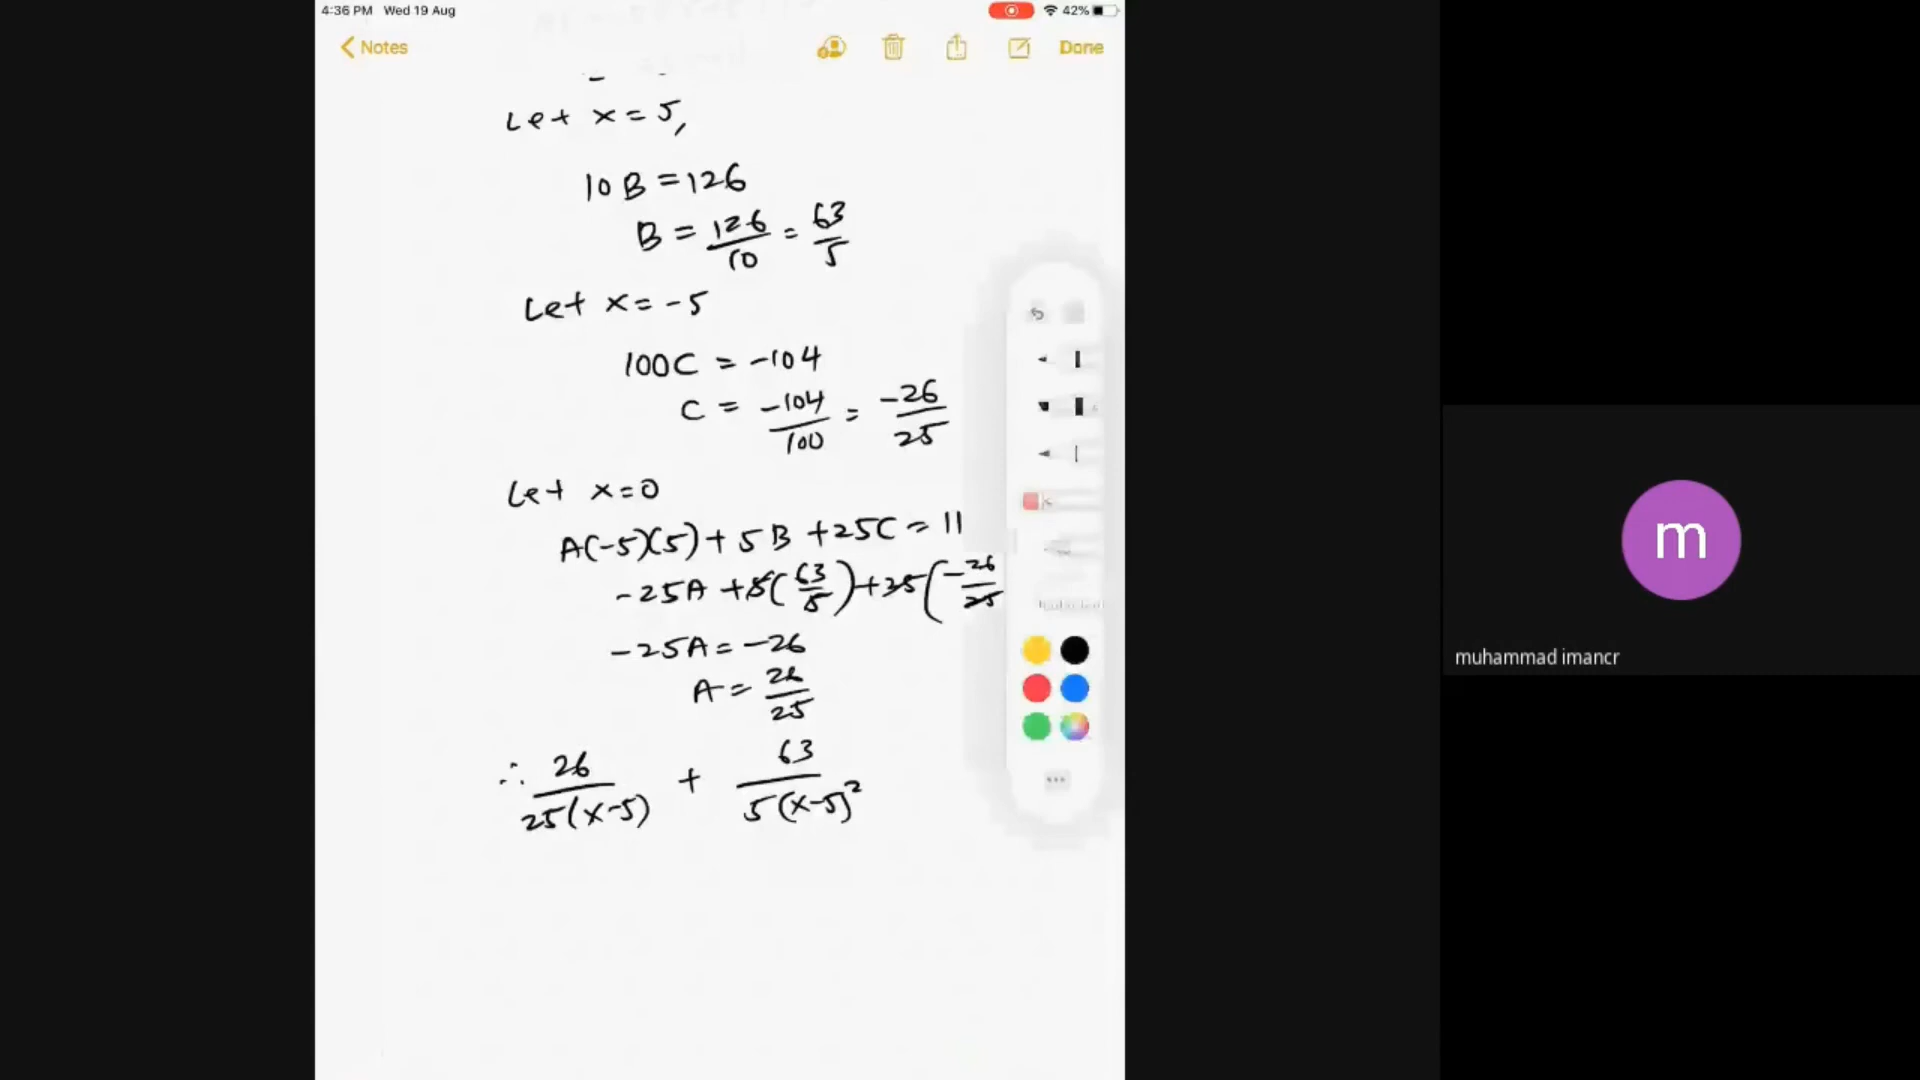 4:36 PM Wed 19 Aug
42%
Notes
Done
Let x = 5,
10B = 126
B = 126/10 = 63/5
Let x = -5
100C = -104
C = -104/100 = -26/25
Let x = 0
A(-5)(5) + 5B + 25C = 11
-25A + 5(63/5) + 25(-26/25
-25A = -26
A = 26/25
∴ 26/25(x-5) + 63/5(x-5)²
m
muhammad imancr